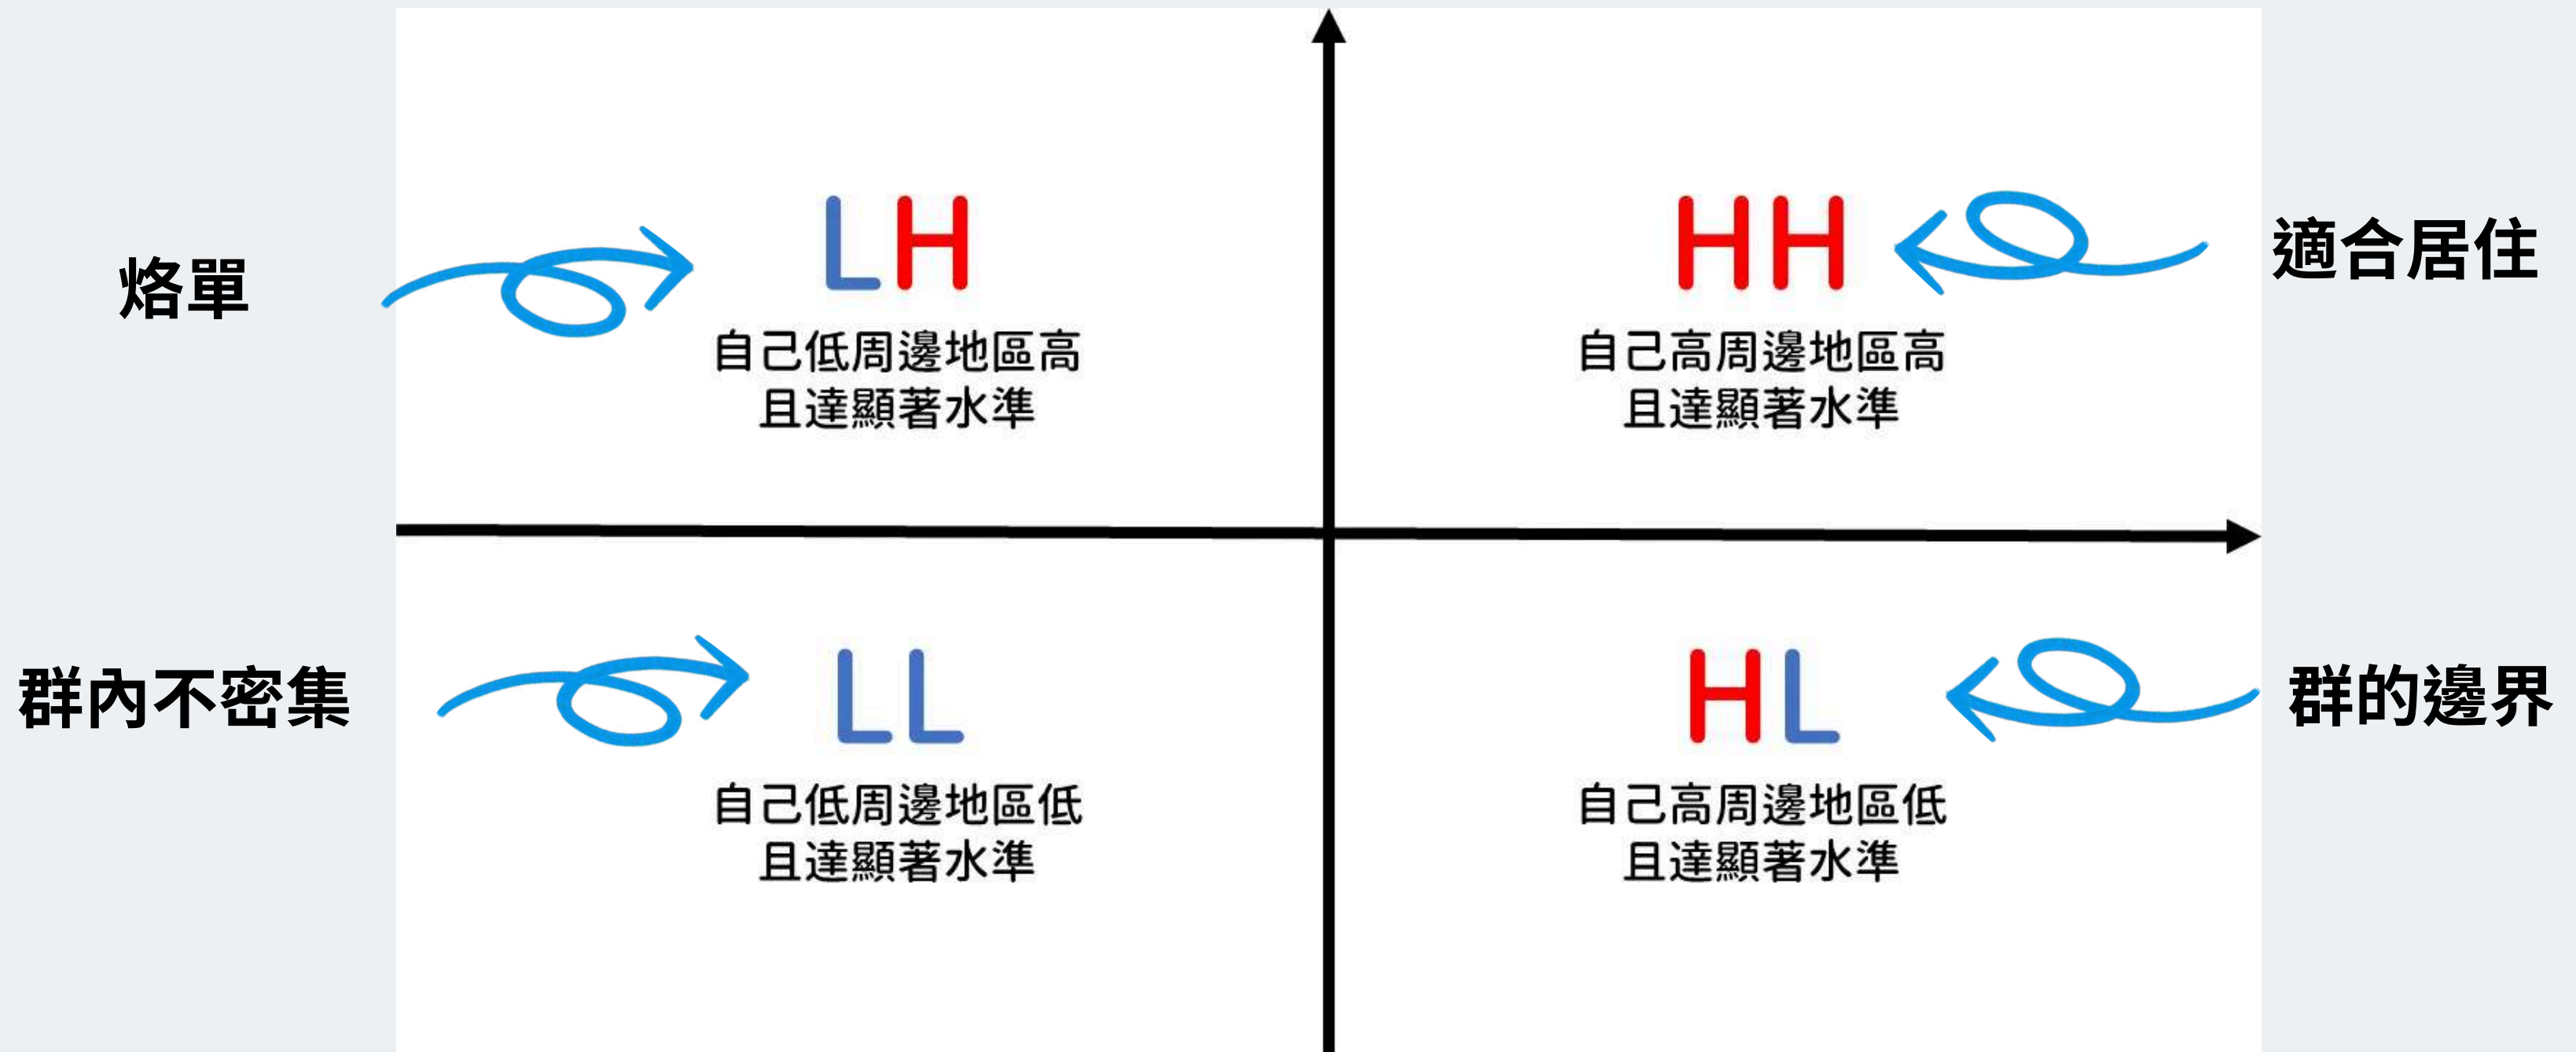 LH
HH
適合居住
烙單
自己低周邊地區高
且達顯著水準
自己高周邊地區高
且達顯著水準
群內不密集
LL
HL
群的邊界
自己低周邊地區低
且達顯著水準
自己高周邊地區低
且達顯著水準